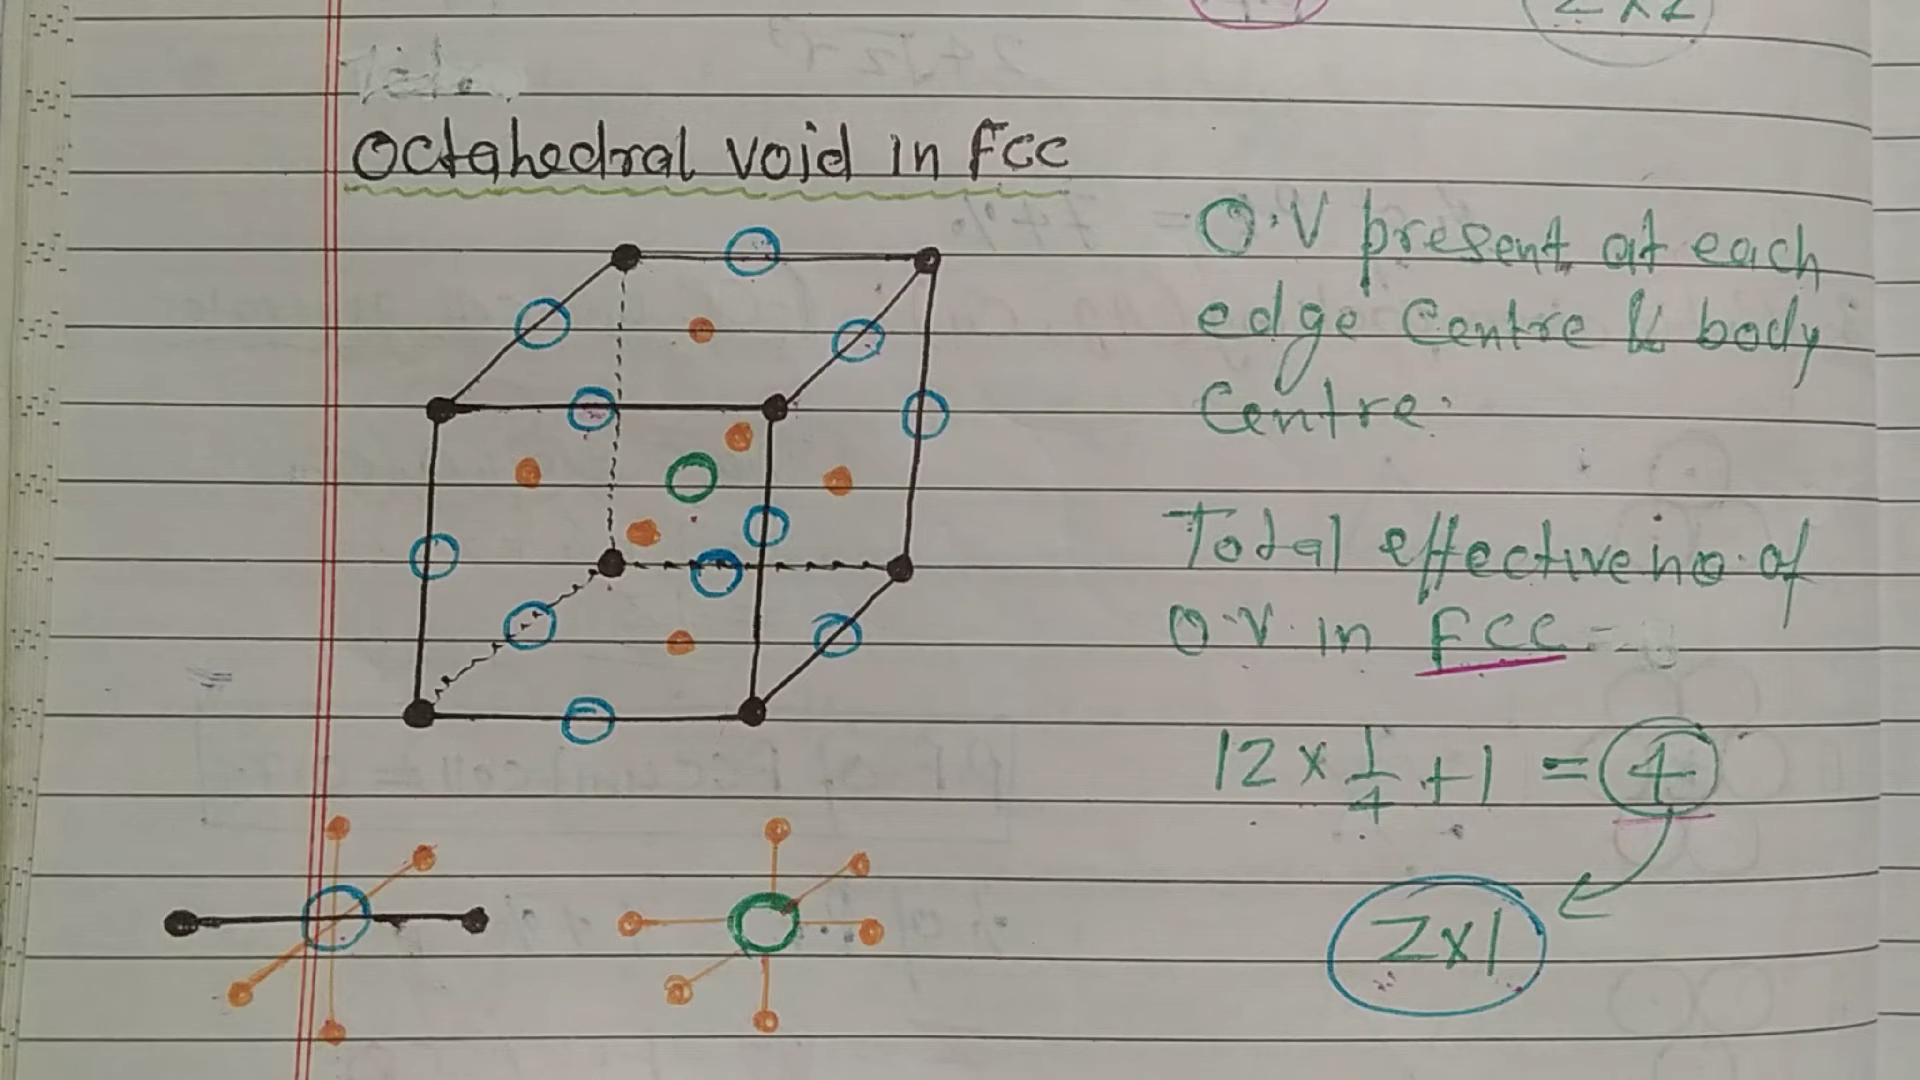 Octahedral void in Fcc
O.V present at each
edge Centre & body
Centre.
Total effective no. of
O.V. in FCC =
12 x 1/4 + 1 = 4
Z x 1